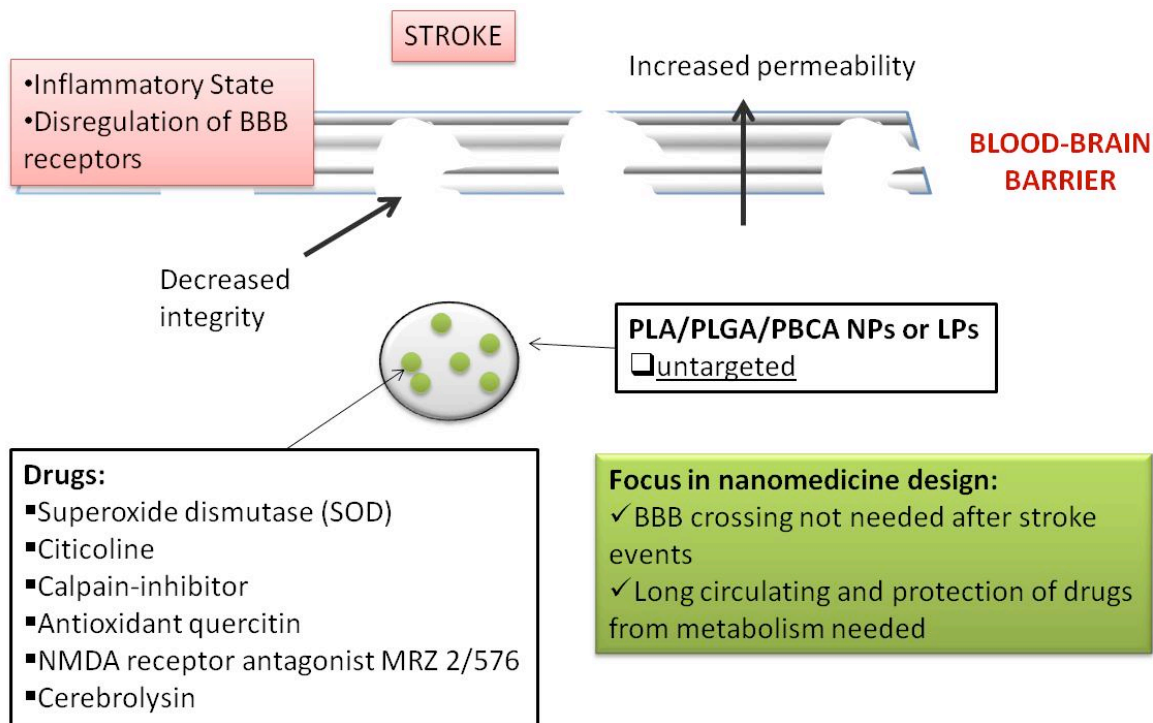 STROKE
•Inflammatory State
•Disregulation of BBB
receptors
Increased permeability
BLOOD-BRAIN
BARRIER
Decreased
integrity
PLA/PLGA/PBCA NPs or LPs
❑untargeted
Drugs:
▪Superoxide dismutase (SOD)
▪Citicoline
▪Calpain-inhibitor
▪Antioxidant quercitin
▪NMDA receptor antagonist MRZ 2/576
▪Cerebrolysin
Focus in nanomedicine design:
✓BBB crossing not needed after stroke
events
✓Long circulating and protection of drugs
from metabolism needed